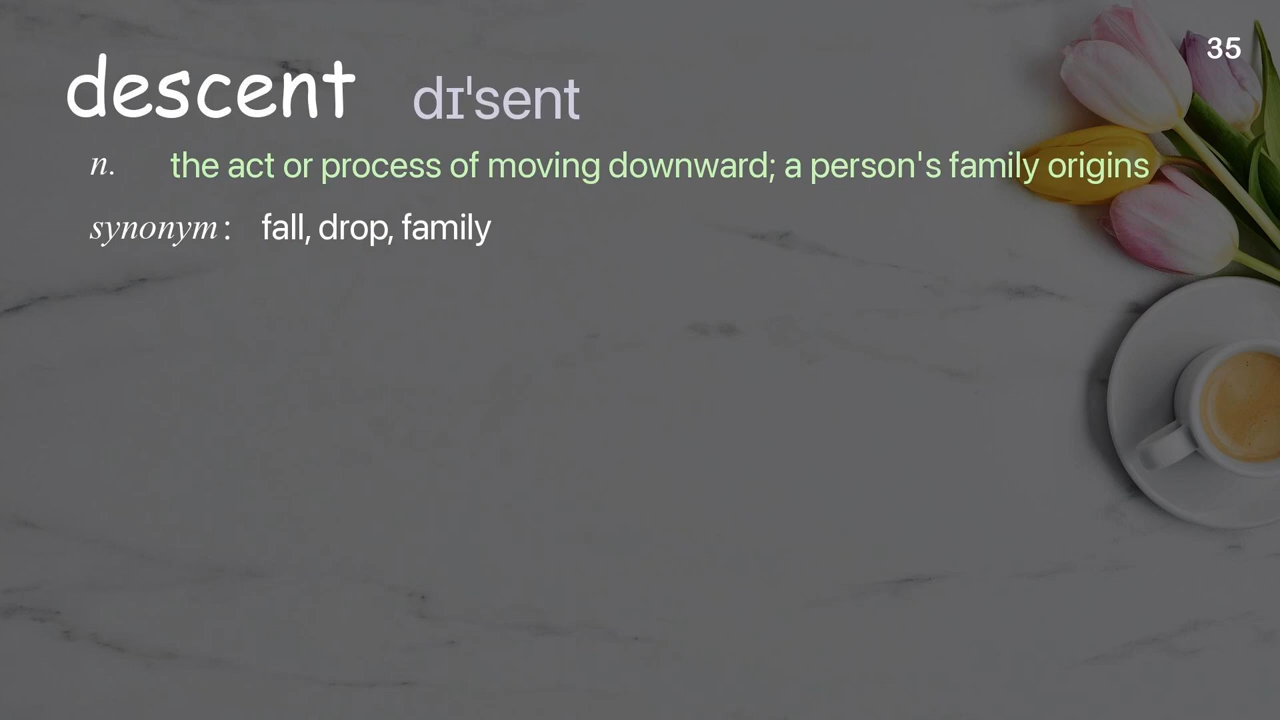 35
descent dɪ'sent
n. the act or process of moving downward; a person's family origins
synonym: fall, drop, family